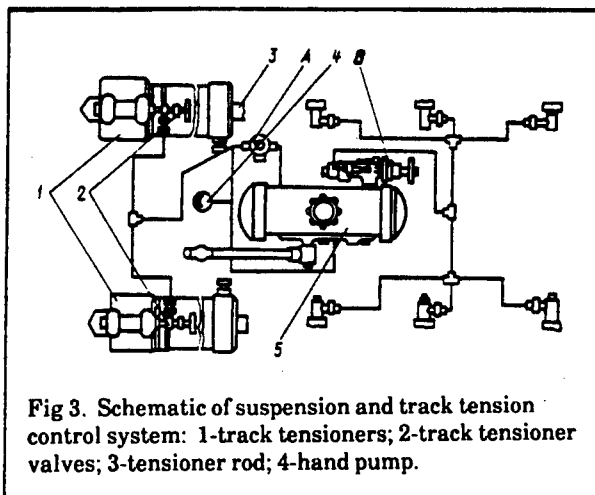 3 A 4 B
1 2
5
Fig 3. Schematic of suspension and track tension
control system: 1-track tensioners; 2-track tensioner
valves; 3-tensioner rod; 4-hand pump.